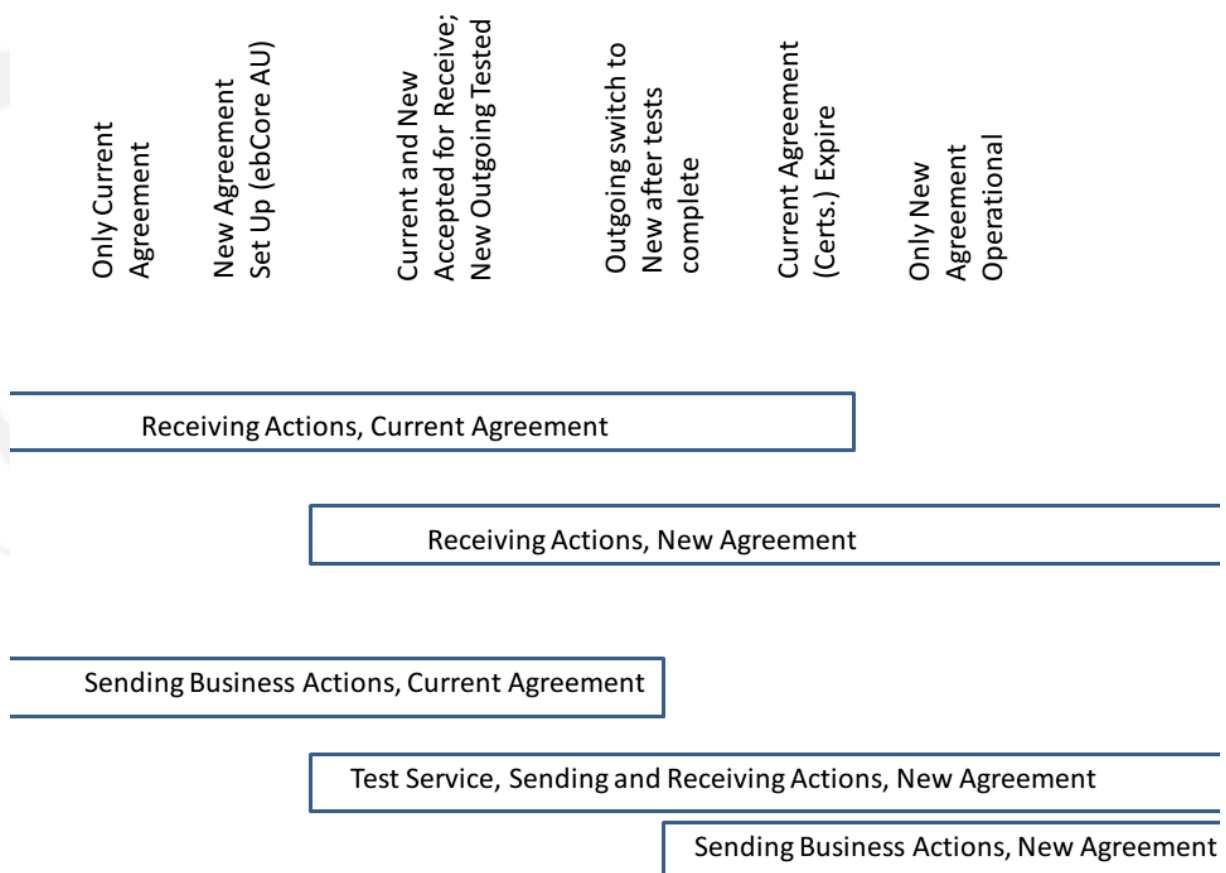 Only Current
Agreement
New Agreement
Set Up (ebCore AU)
Current and New
Accepted for Receive;
New Outgoing Tested
Outgoing switch to
New after tests
complete
Current Agreement
(Certs.) Expire
Only New
Agreement
Operational
Receiving Actions, Current Agreement
Receiving Actions, New Agreement
Sending Business Actions, Current Agreement
Test Service, Sending and Receiving Actions, New Agreement
Sending Business Actions, New Agreement